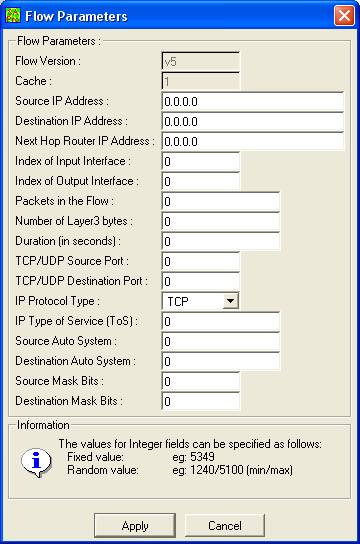 Flow Parameters
Flow Parameters :
Flow Version : v5
Cache : 1
Source IP Address : 0.0.0.0
Destination IP Address : 0.0.0.0
Next Hop Router IP Address : 0.0.0.0
Index of Input Interface : 0
Index of Output Interface : 0
Packets in the Flow : 0
Number of Layer3 bytes : 0
Duration (in seconds) : 0
TCP/UDP Source Port : 0
TCP/UDP Destination Port : 0
IP Protocol Type : TCP
IP Type of Service (ToS) : 0
Source Auto System : 0
Destination Auto System : 0
Source Mask Bits : 0
Destination Mask Bits : 0
Information
The values for Integer fields can be specified as follows:
Fixed value: eg: 5349
Random value: eg: 1240/5100 (min/max)
Apply Cancel